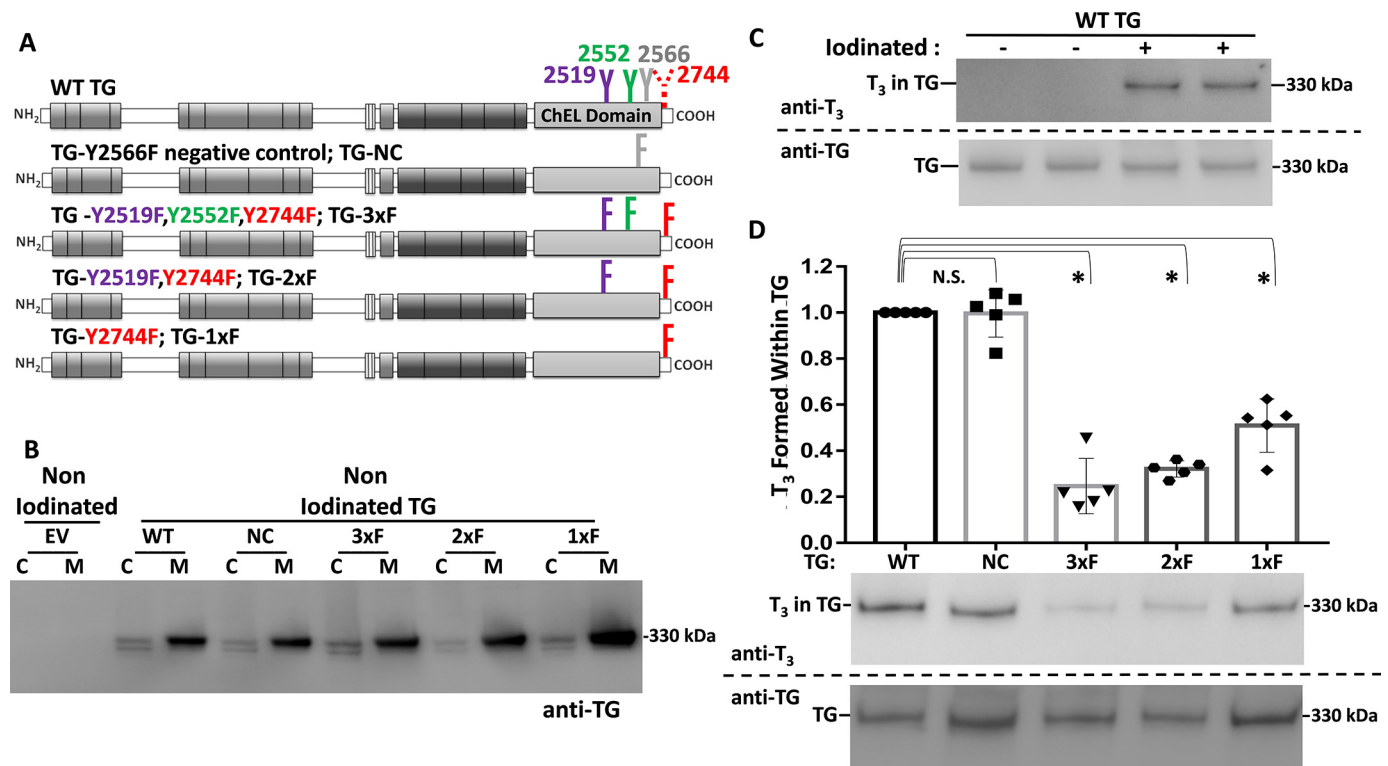 A
2552 2566
2519 2744
WT TG
NH2 ChEL Domain COOH
TG-Y2566F negative control; TG-NC
F
NH2 COOH
TG -Y2519F,Y2552F,Y2744F; TG-3xF
F F F
NH2 COOH
TG-Y2519F,Y2744F; TG-2xF
F F
NH2 COOH
TG-Y2744F; TG-1xF
F
NH2 COOH
B
Non
Iodinated
Non
Iodinated TG
EV WT NC 3xF 2xF 1xF
C M C M C M C M C M C M
-330 kDa
anti-TG
C
WT TG
Iodinated : - - + +
T3 in TG
-330 kDa
anti-T3
anti-TG
TG
-330 kDa
D
N.S. * * *
T3 Formed Within TG
1.2
1.0
0.8
0.6
0.4
0.2
0.0
TG: WT NC 3xF 2xF 1xF
T3 in TG
-330 kDa
anti-T3
anti-TG
TG
-330 kDa